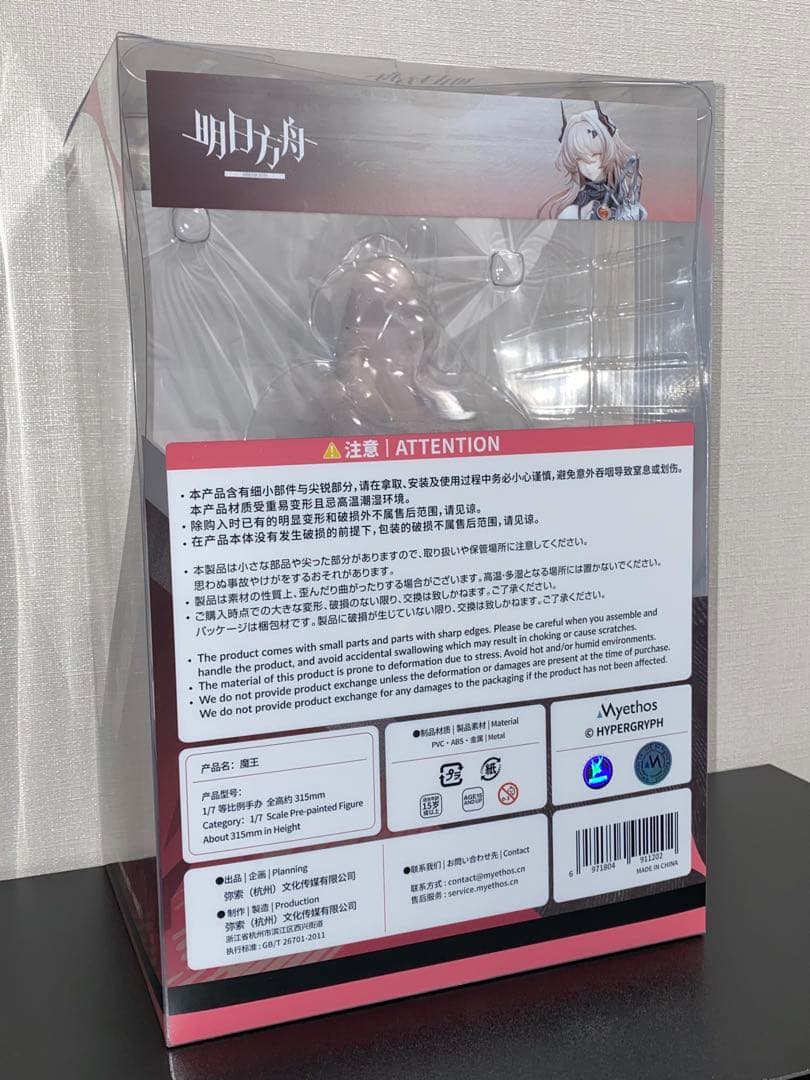 明日方舟
⚠注意 | ATTENTION
・本产品含有细小部件与尖锐部分,请在拿取、安装及使用过程中务必小心谨慎,避免意外吞咽导致窒息或划伤。
本产品材质受重易变形且忌高温潮湿环境。
・除购入时已有的明显变形和破损外不属售后范围,请见谅。
・在产品本体没有发生破损的前提下,包装的破损不属售后范围,请见谅。
・本製品は小さな部品や尖った部分がありますので、取り扱いや保管場所に注意してください。
思わぬ事故やけがをするおそれがあります。
・製品は素材の性質上、歪んだり曲がったりする場合がございます。高温・多湿となる場所には置かないでください。
・ご購入時点での大きな変形、破損のない限り、交換は致しかねます。ご了承ください。
パッケージは梱包材です。製品に破損が生じていない限り、交換は致しかねます。ご了承ください。
・The product comes with small parts and parts with sharp edges. Please be careful when you assemble and
handle the product, and avoid accidental swallowing which may result in choking or cause scratches.
・The material of this product is prone to deformation due to stress. Avoid hot and/or humid environments.
・We do not provide product exchange unless the deformation or damages are present at the time of purchase.
We do not provide product exchange for any damages to the packaging if the product has not been affected.
产品名:魔王
产品型号:
1/7 等比例手办 全高约 315mm
Category: 1/7 Scale Pre-painted Figure
About 315mm in Height
●制品材质 | 製品素材 | Material
PVC・ABS・金属 | Metal
プラ
紙
适合年龄
15岁
或以上
AGE15
AND UP
0-3
Myethos
© HYPERGRYPH
●出品 | 企画 | Planning
弥索(杭州)文化传媒有限公司
●制作 | 製造 | Production
弥索(杭州)文化传媒有限公司
浙江省杭州市滨江区西兴街道
执行标准:GB/T 26701-2011
●联系我们 | お問い合わせ先 | Contact
联系方式:contact@myethos.cn
售后服务:service.myethos.cn
6 971804 911202
MADE IN CHINA